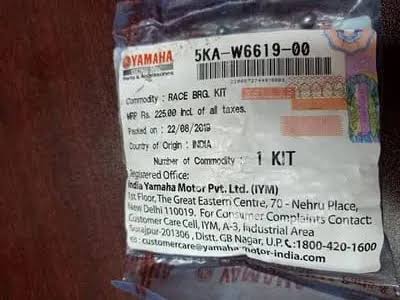 YAMAHA
Parts & Accessories
5KA-W6619-00
Commodity : RACE BRG. KIT
MRP Rs. 225.00 Incl. of all taxes.
Packed on : 22/08/2019
Country of Origin : INDIA
Number of Commodity : 1 KIT
Registered Office:
India Yamaha Motor Pvt. Ltd. (IYM)
1st Floor, The Great Eastern Centre, 70 - Nehru Place,
New Delhi 110019. For Consumer Complaints Contact:
Customer Care Cell, IYM, A-3, Industrial Area
Surajpur-201306 , Distt. GB Nagar, U.P. 1800-420-1600
customercare@yamaha-motor-india.com